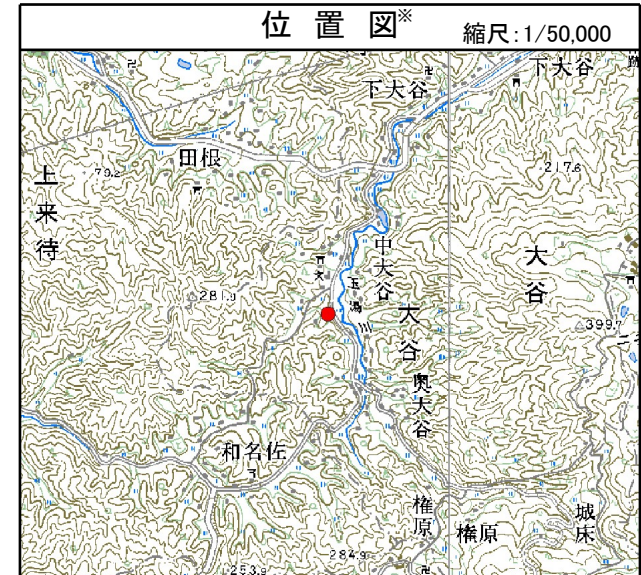 位置図※
縮尺:1/50,000
下大谷
下大谷
田根
79.2
217.6
上来待
中大谷
大谷
玉湯川
大谷
281.9
399.7
奥大谷
和名佐
権原
権原
城床
284.9
253.9